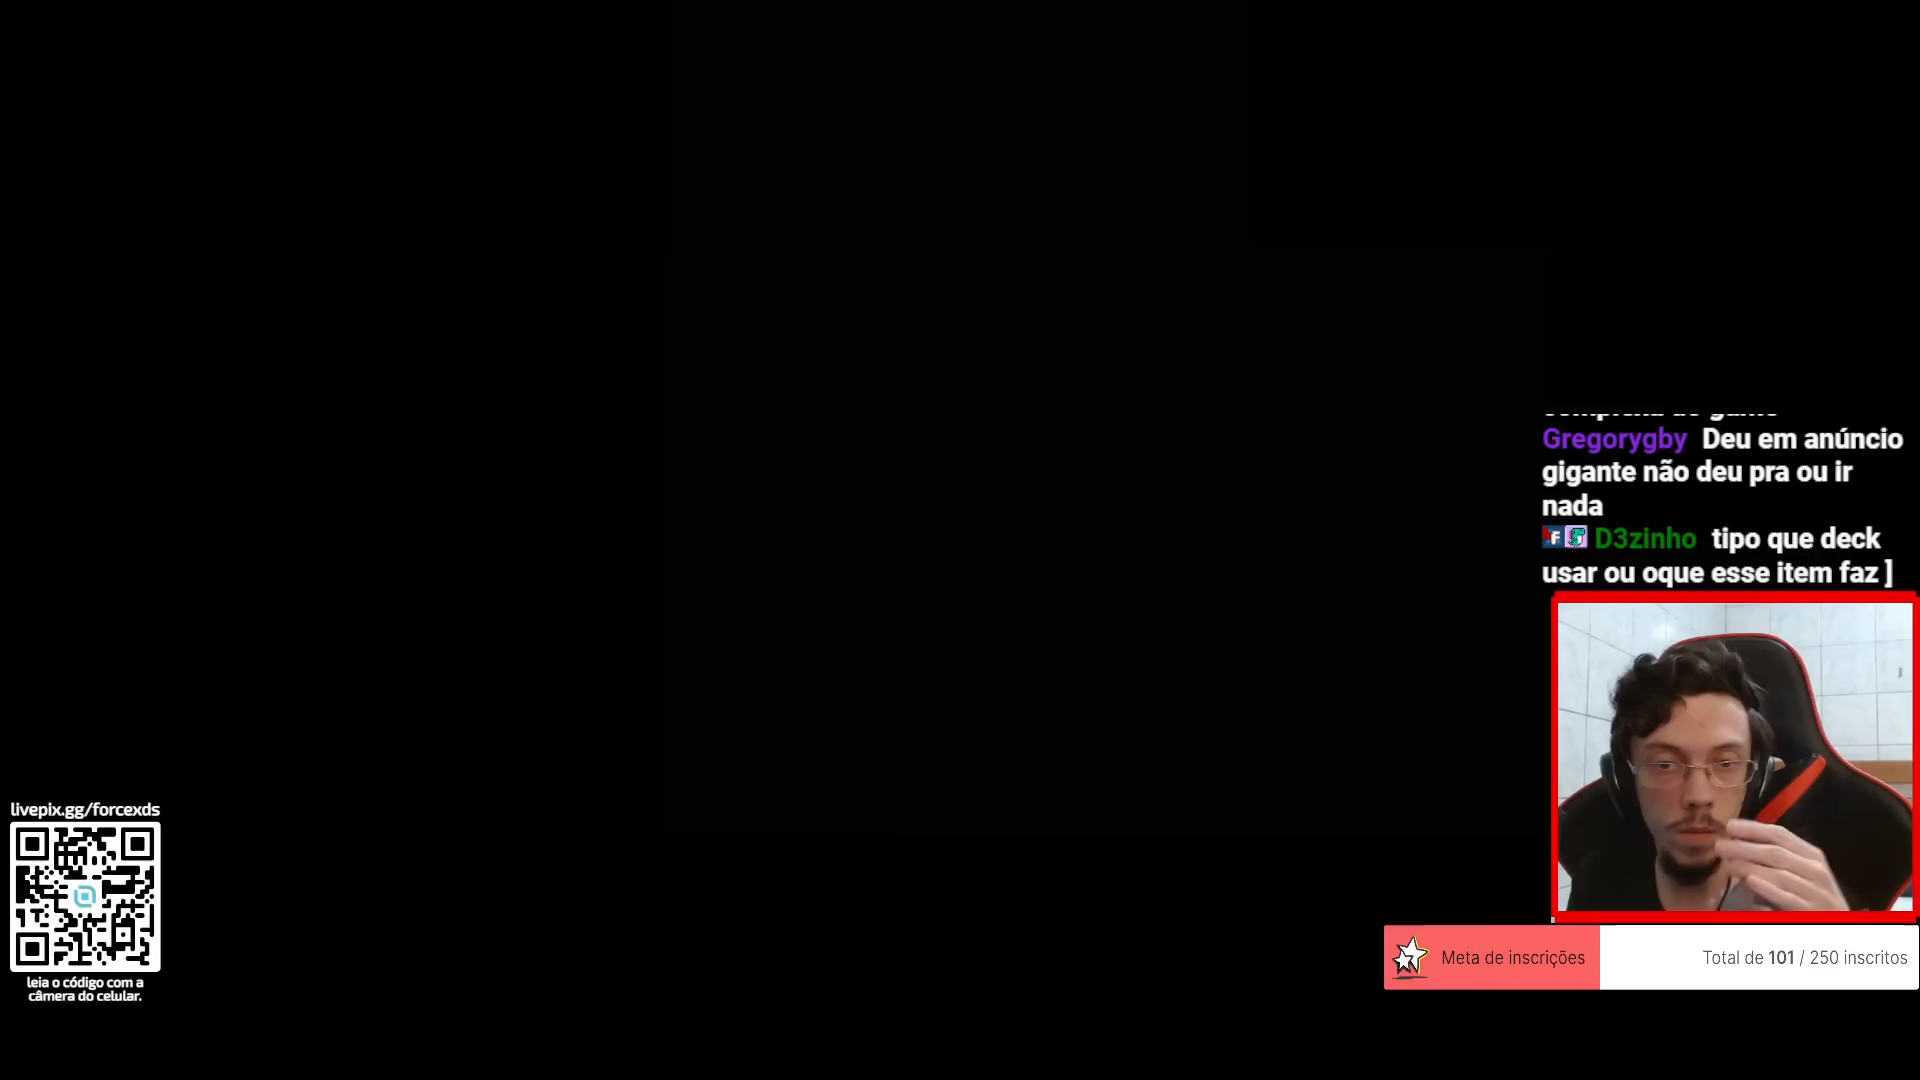 Gregorygby Deu em anúncio
gigante não deu pra ou ir
nada
D3zinho tipo que deck
usar ou oque esse item faz ]
livepix.gg/forcexds
leia o código com a
câmera do celular.
Meta de inscrições
Total de 101 / 250 inscritos